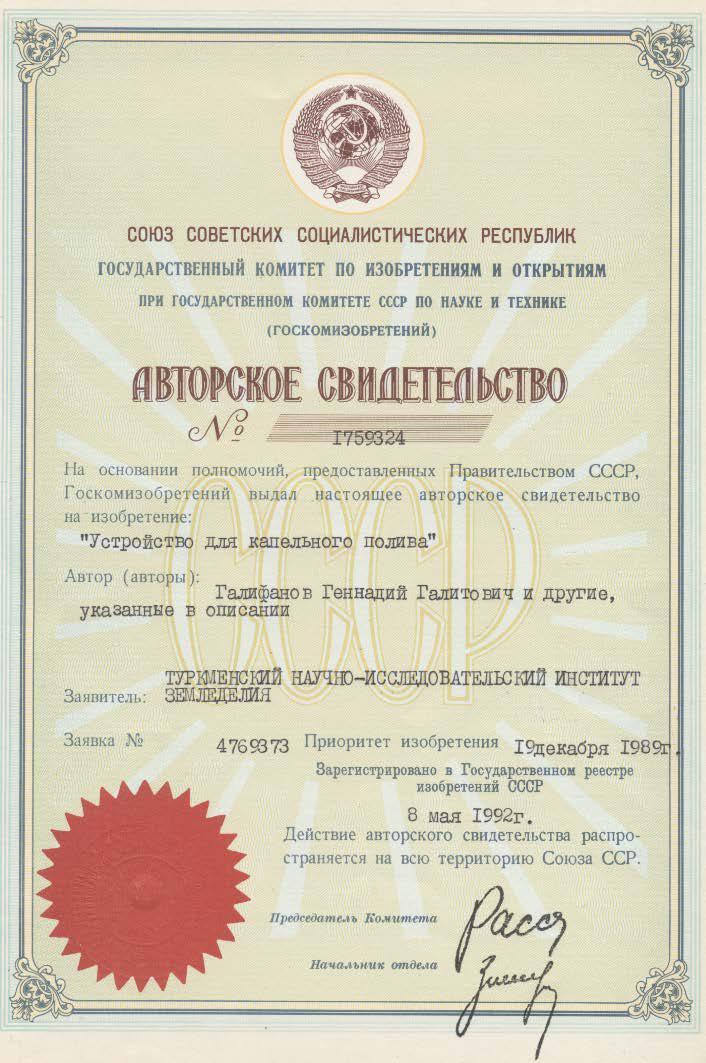 СОЮЗ СОВЕТСКИХ СОЦИАЛИСТИЧЕСКИХ РЕСПУБЛИК
ГОСУДАРСТВЕННЫЙ КОМИТЕТ ПО ИЗОБРЕТЕНИЯМ И ОТКРЫТИЯМ
ПРИ ГОСУДАРСТВЕННОМ КОМИТЕТЕ СССР ПО НАУКЕ И ТЕХНИКЕ
(ГОСКОМИЗОБРЕТЕНИЙ)
АВТОРСКОЕ СВИДЕТЕЛЬСТВО
№ 1759324
СССР
На основании полномочий, предоставленных Правительством СССР,
Госкомизобретений выдал настоящее авторское свидетельство
на изобретение:
"Устройство для капельного полива"
Автор (авторы):
Галифанов Геннадий Галитович и другие,
указанные в описании
ТУРКМЕНСКИЙ НАУЧНО-ИССЛЕДОВАТЕЛЬСКИЙ ИНСТИТУТ
Заявитель: ЗЕМЛЕДЕЛИЯ
Заявка № 4769373 Приоритет изобретения 19декабря 1989г.
Зарегистрировано в Государственном реестре
изобретений СССР
8 мая 1992г.
Действие авторского свидетельства распро-
страняется на всю территорию Союза ССР.
Председатель Комитета
Начальник отдела